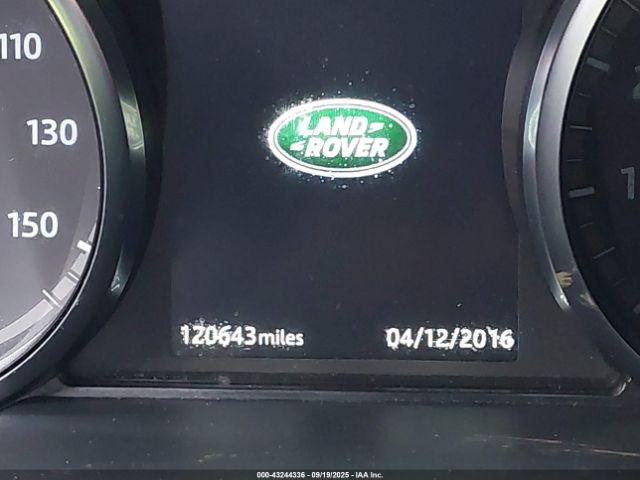 110
130
150
LAND
ROVER
120643 miles
04/12/2016
000-43244336 - 09/19/2025 - IAA Inc.